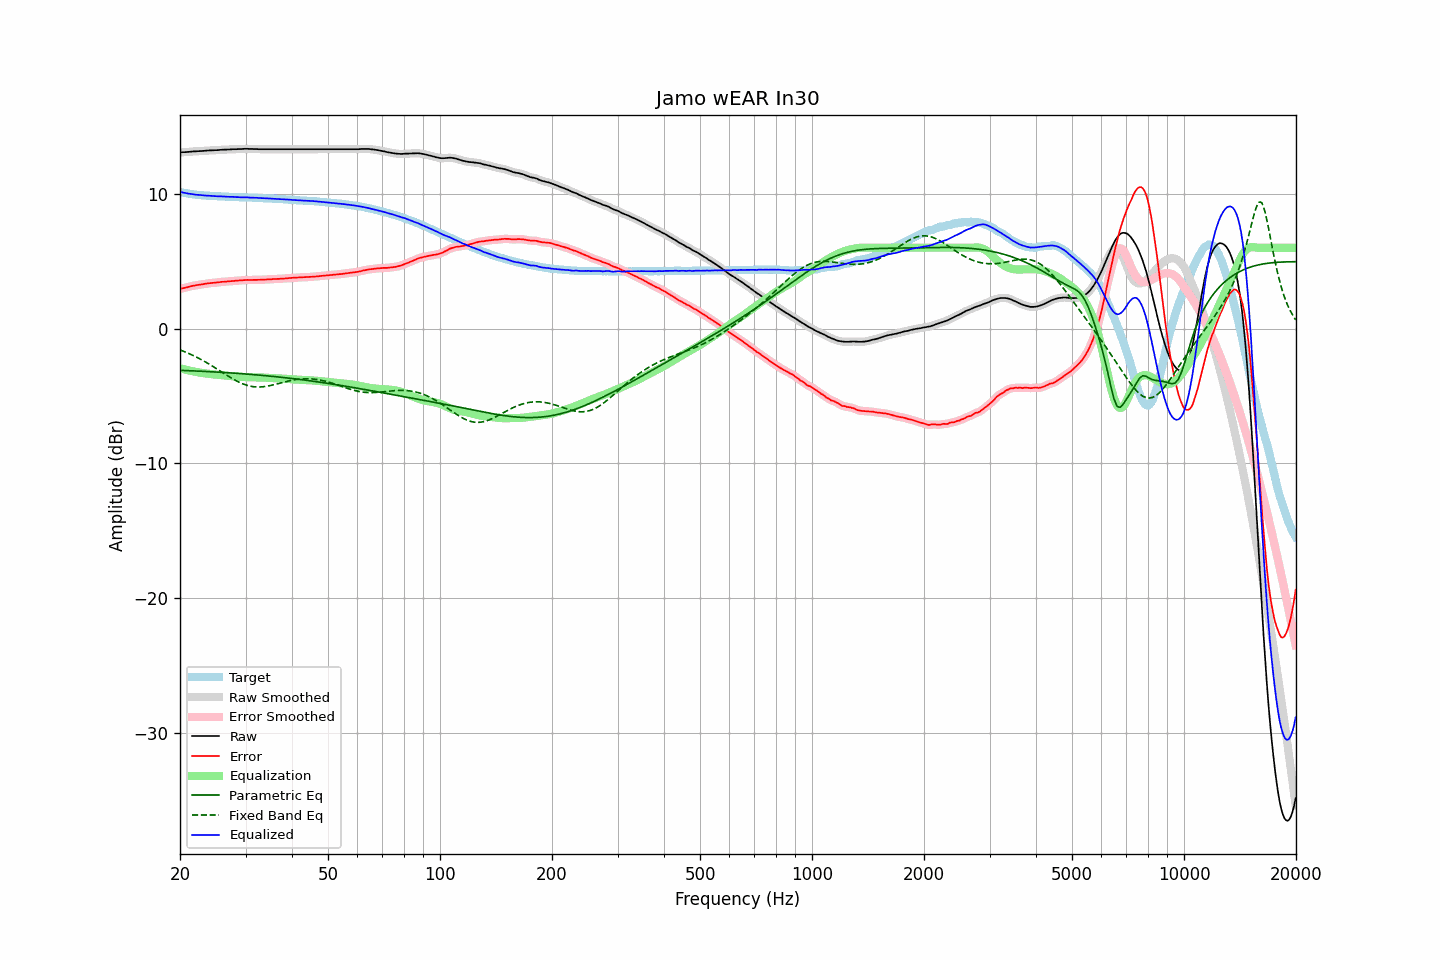 Jamo wEAR In30
Amplitude (dBr)
10
0
−10
−20
−30
Target
Raw Smoothed
Error Smoothed
Raw
Error
Equalization
Parametric Eq
Fixed Band Eq
Equalized
20 50 100 200 500 1000 2000 5000 10000 20000
Frequency (Hz)